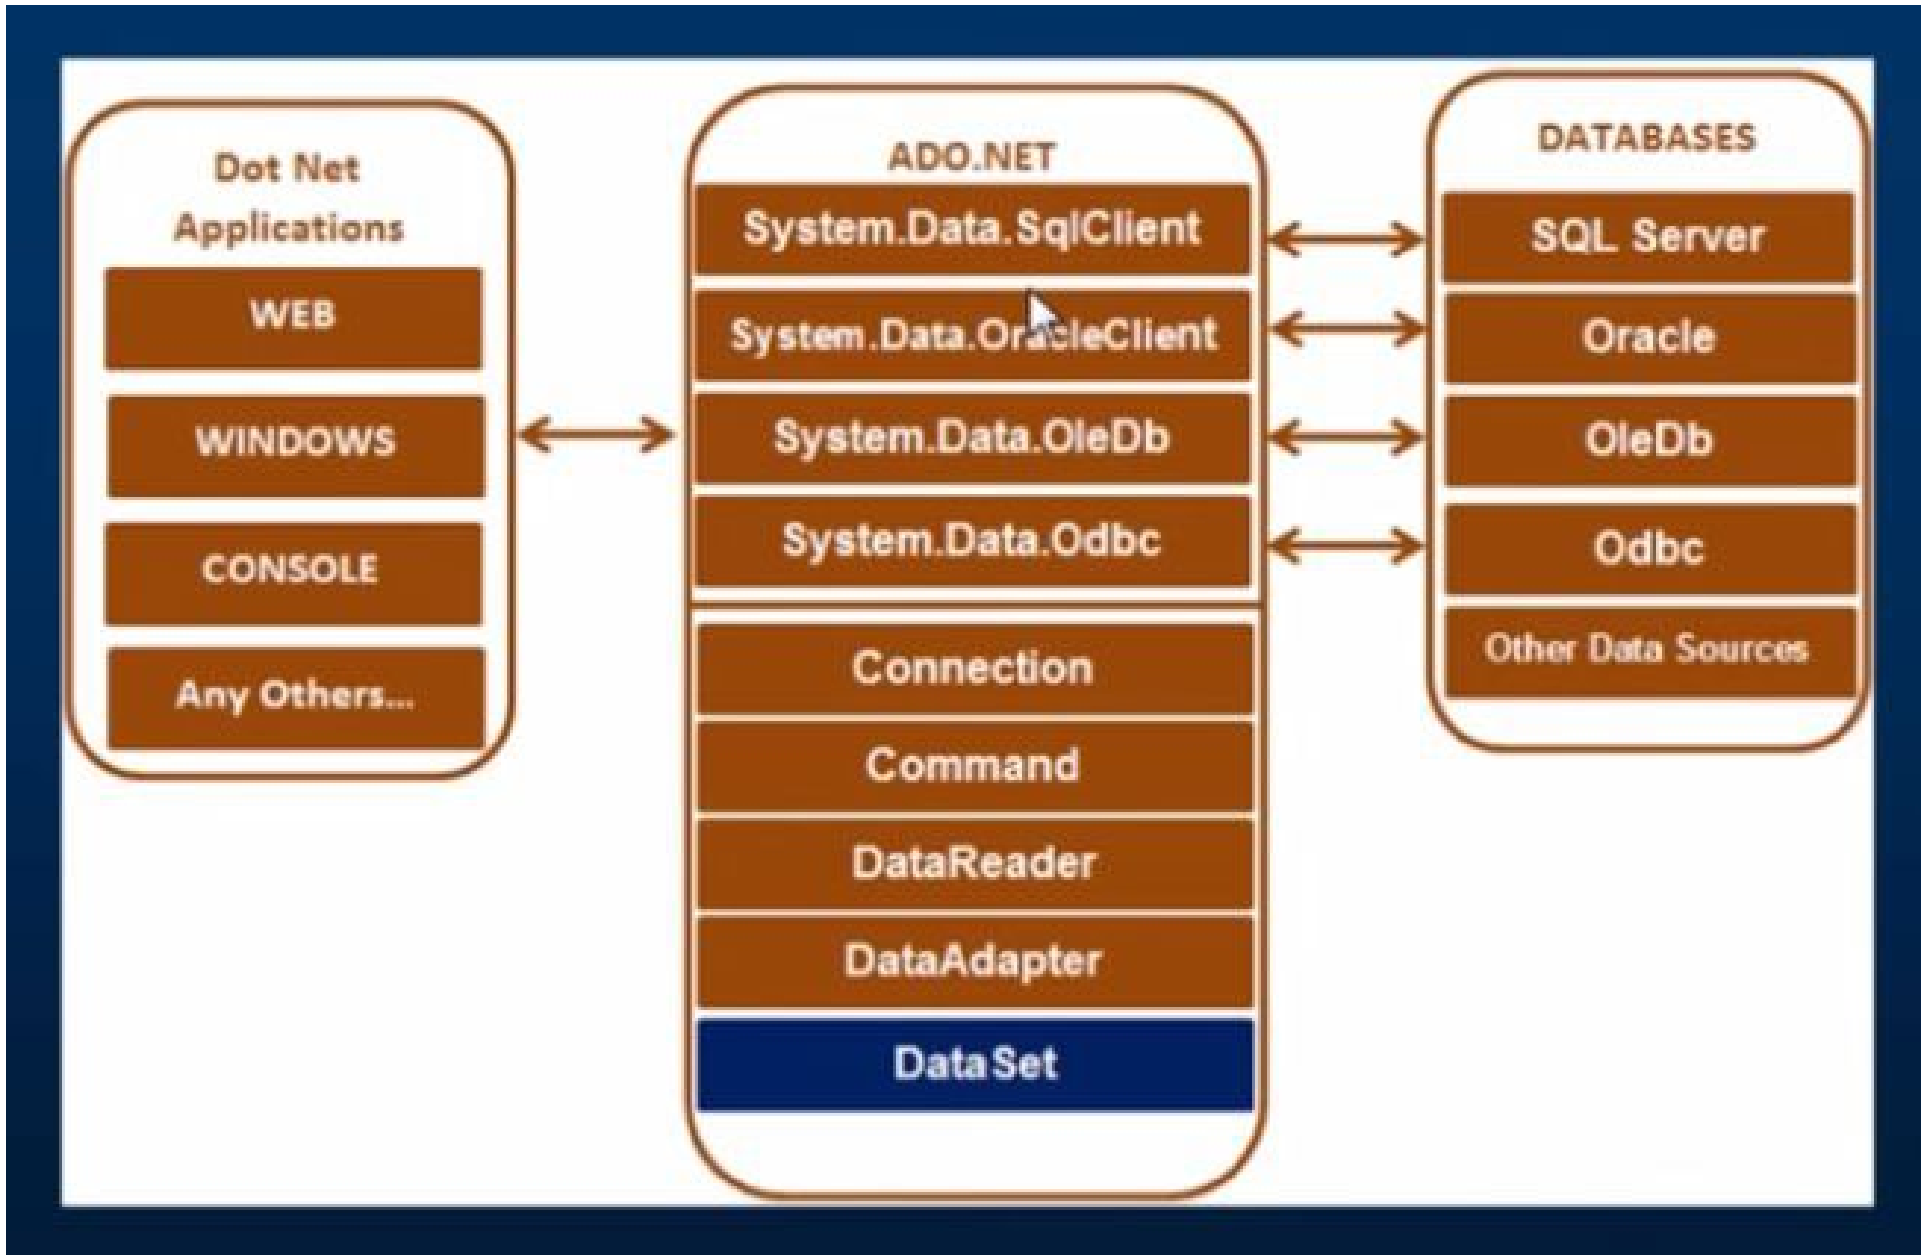 Dot Net
Applications
WEB
WINDOWS
CONSOLE
Any Others...
ADO.NET
System.Data.SqlClient
System.Data.OracleClient
System.Data.OleDb
System.Data.Odbc
Connection
Command
DataReader
DataAdapter
DataSet
DATABASES
SQL Server
Oracle
OleDb
Odbc
Other Data Sources